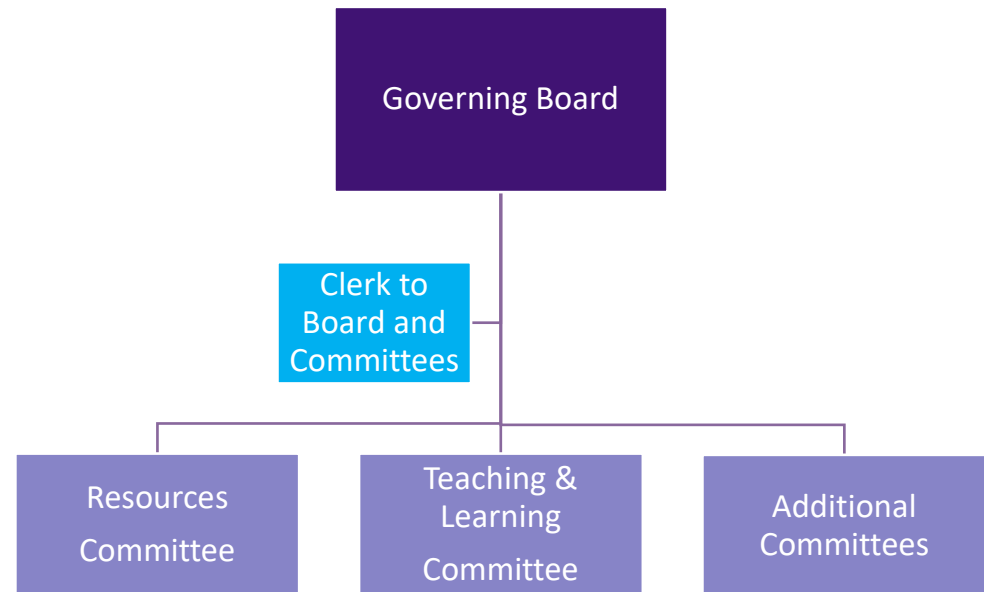 Governing Board
Clerk to
Board and
Committees
Resources
Committee
Teaching &
Learning
Committee
Additional
Committees